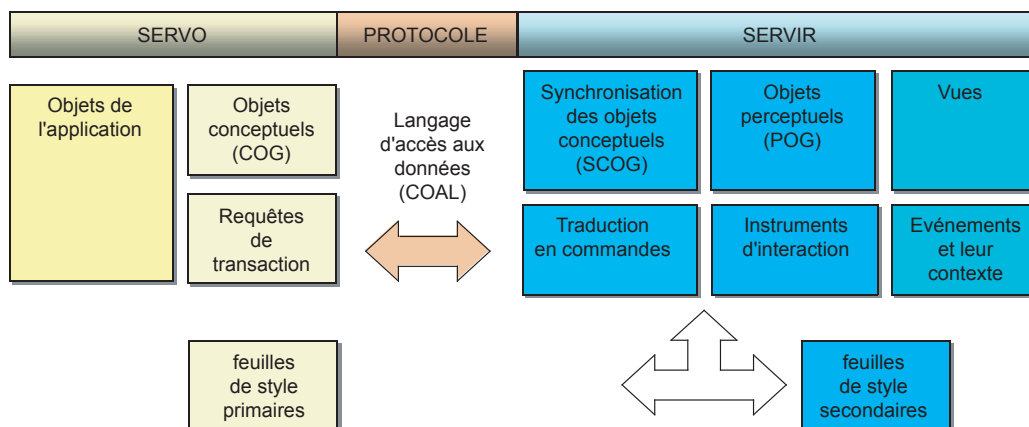 SERVO
PROTOCOLE
SERVIR
Objets de
l'application
Objets
conceptuels
(COG)
Requêtes
de
transaction
Langage
d'accès aux
données
(COAL)
Synchronisation
des objets
conceptuels
(SCOG)
Objets
perceptuels
(POG)
Vues
Traduction
en commandes
Instruments
d'interaction
Evénements
et leur
contexte
feuilles
de style
primaires
feuilles
de style
secondaires